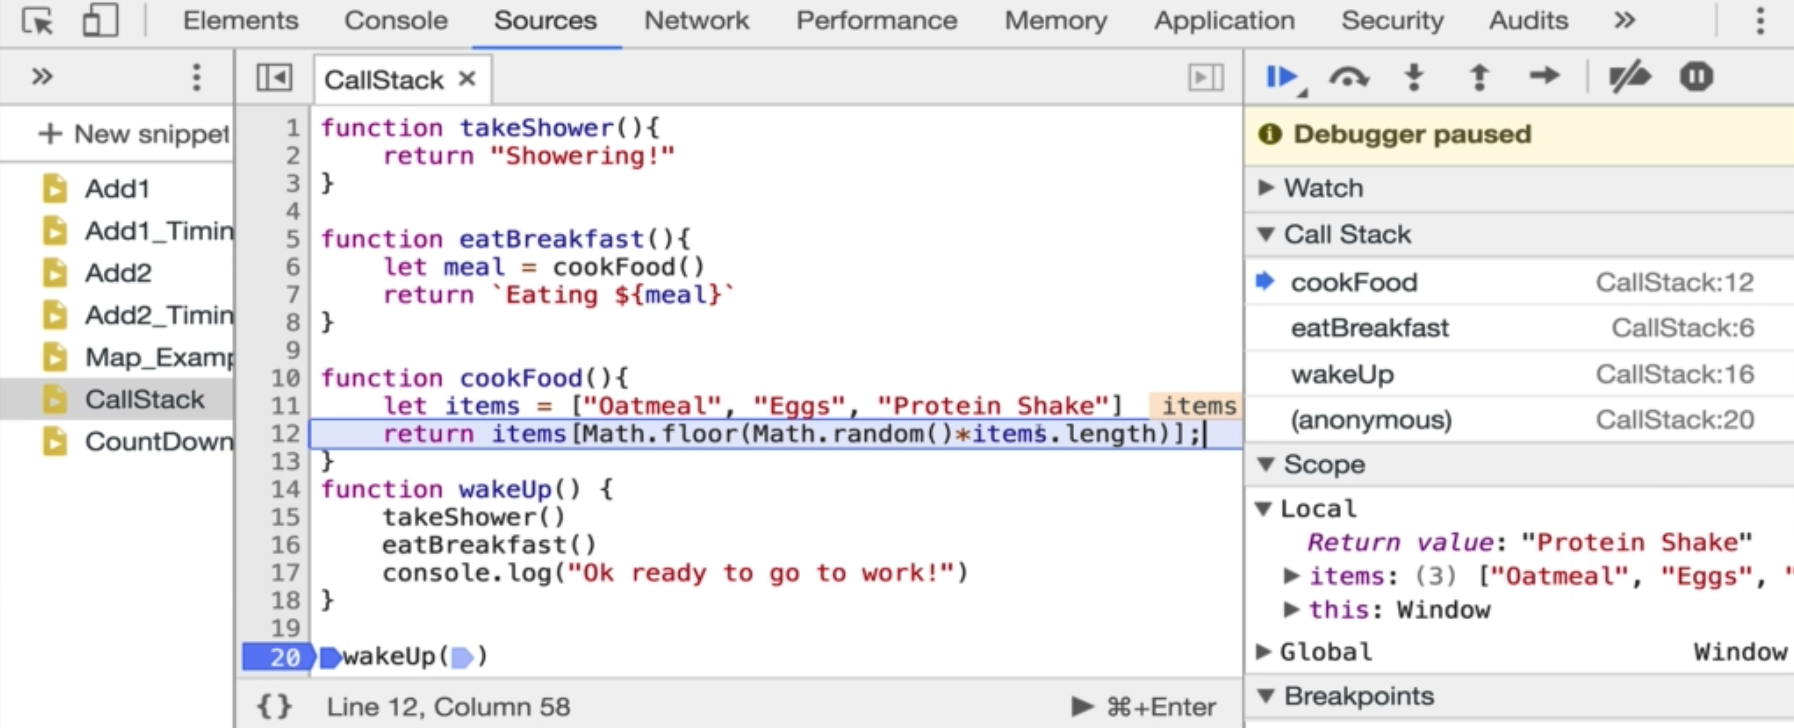 Elements Console Sources Network Performance Memory Application Security Audits »
» CallStack ×
+ New snippet
Add1
Add1_Timin
Add2
Add2_Timin
Map_Examp
CallStack
CountDown
1 function takeShower(){
2     return "Showering!"
3 }
4
5 function eatBreakfast(){
6     let meal = cookFood()
7     return `Eating ${meal}`
8 }
9
10 function cookFood(){
11     let items = ["Oatmeal", "Eggs", "Protein Shake"] items
12     return items[Math.floor(Math.random()*items.length)];
13 }
14 function wakeUp() {
15     takeShower()
16     eatBreakfast()
17     console.log("Ok ready to go to work!")
18 }
19
20 wakeUp()
{} Line 12, Column 58 ⌘+Enter
Debugger paused
Watch
Call Stack
cookFood CallStack:12
eatBreakfast CallStack:6
wakeUp CallStack:16
(anonymous) CallStack:20
Scope
Local
Return value: "Protein Shake"
items: (3) ["Oatmeal", "Eggs", "
this: Window
Global Window
Breakpoints